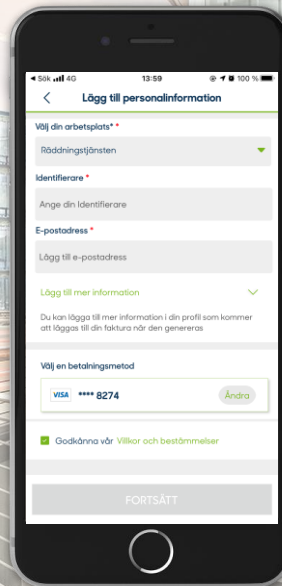 ◀ Sök 4G 13:59 100 %
Lägg till personalinformation
Välj din arbetsplats* *
Räddningstjänsten
Identifierare *
Ange din Identifierare
E-postadress *
Lägg till e-postadress
Lägg till mer information
Du kan lägga till mer information i din profil som kommer
att läggas till din faktura när den genereras
Välj en betalningsmetod
VISA **** 8274 Ändra
Godkänna vår Villkor och bestämmelser
FORTSÄTT